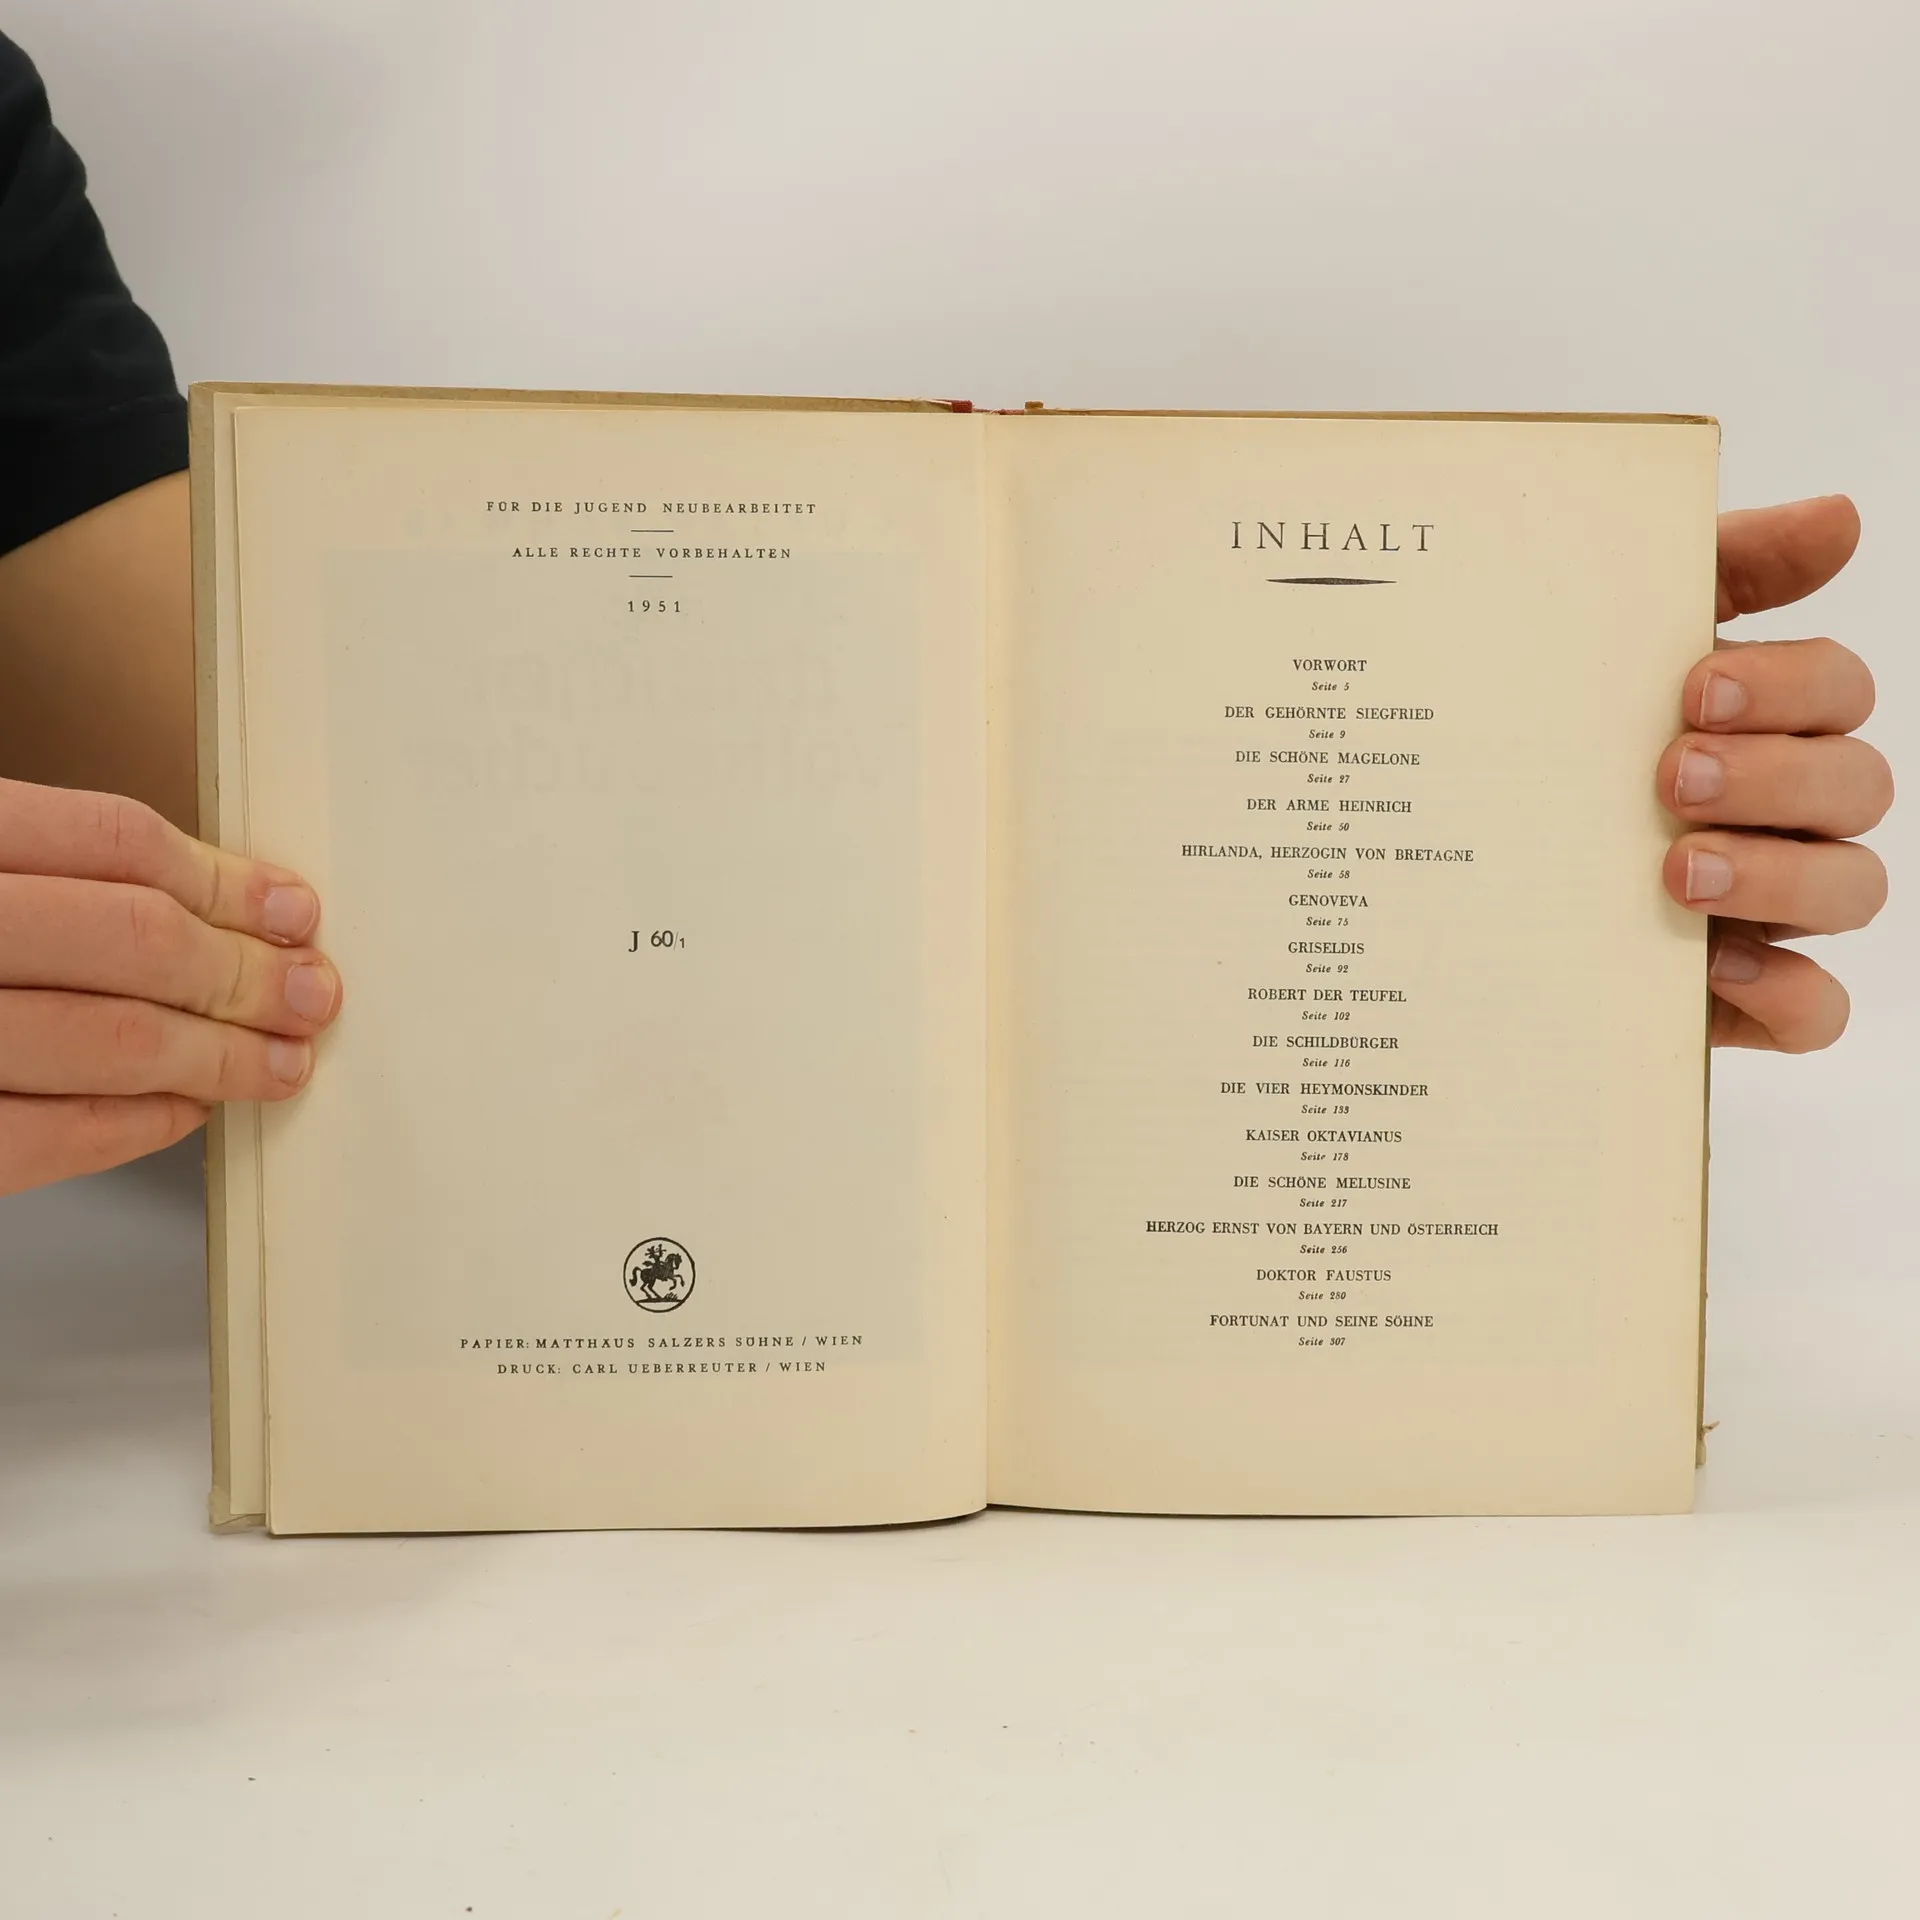 FÜR DIE JUGEND NEUBEARBEITET
ALLE RECHTE VORBEHALTEN
1951
J 60/1
PAPIER: MATTHÄUS SALZERS SÖHNE / WIEN
DRUCK: CARL UEBERREUTER / WIEN
INHALT
VORWORT
Seite 5
DER GEHÖRNTE SIEGFRIED
Seite 9
DIE SCHÖNE MAGELONE
Seite 27
DER ARME HEINRICH
Seite 50
HIRLANDA, HERZOGIN VON BRETAGNE
Seite 58
GENOVEVA
Seite 75
GRISELDIS
Seite 92
ROBERT DER TEUFEL
Seite 102
DIE SCHILDBÜRGER
Seite 116
DIE VIER HEYMONSKINDER
Seite 133
KAISER OKTAVIANUS
Seite 178
DIE SCHÖNE MELUSINE
Seite 217
HERZOG ERNST VON BAYERN UND ÖSTERREICH
Seite 256
DOKTOR FAUSTUS
Seite 280
FORTUNAT UND SEINE SÖHNE
Seite 307